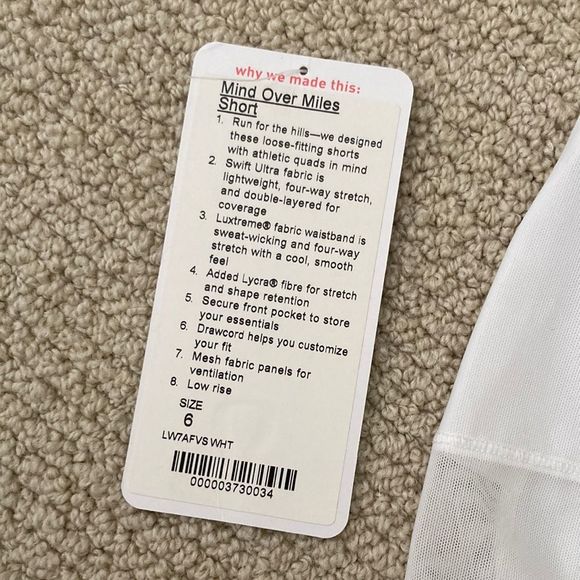 why we made this:
Mind Over Miles
Short
1. Run for the hills—we designed
these loose-fitting shorts
with athletic quads in mind
2. Swift Ultra fabric is
lightweight, four-way stretch,
and double-layered for
coverage
3. Luxtreme® fabric waistband is
sweat-wicking and four-way
stretch with a cool, smooth
feel
4. Added Lycra® fibre for stretch
and shape retention
5. Secure front pocket to store
your essentials
6. Drawcord helps you customize
your fit
7. Mesh fabric panels for
ventilation
8. Low rise
SIZE
6
LW7AFVS WHT
000003730034